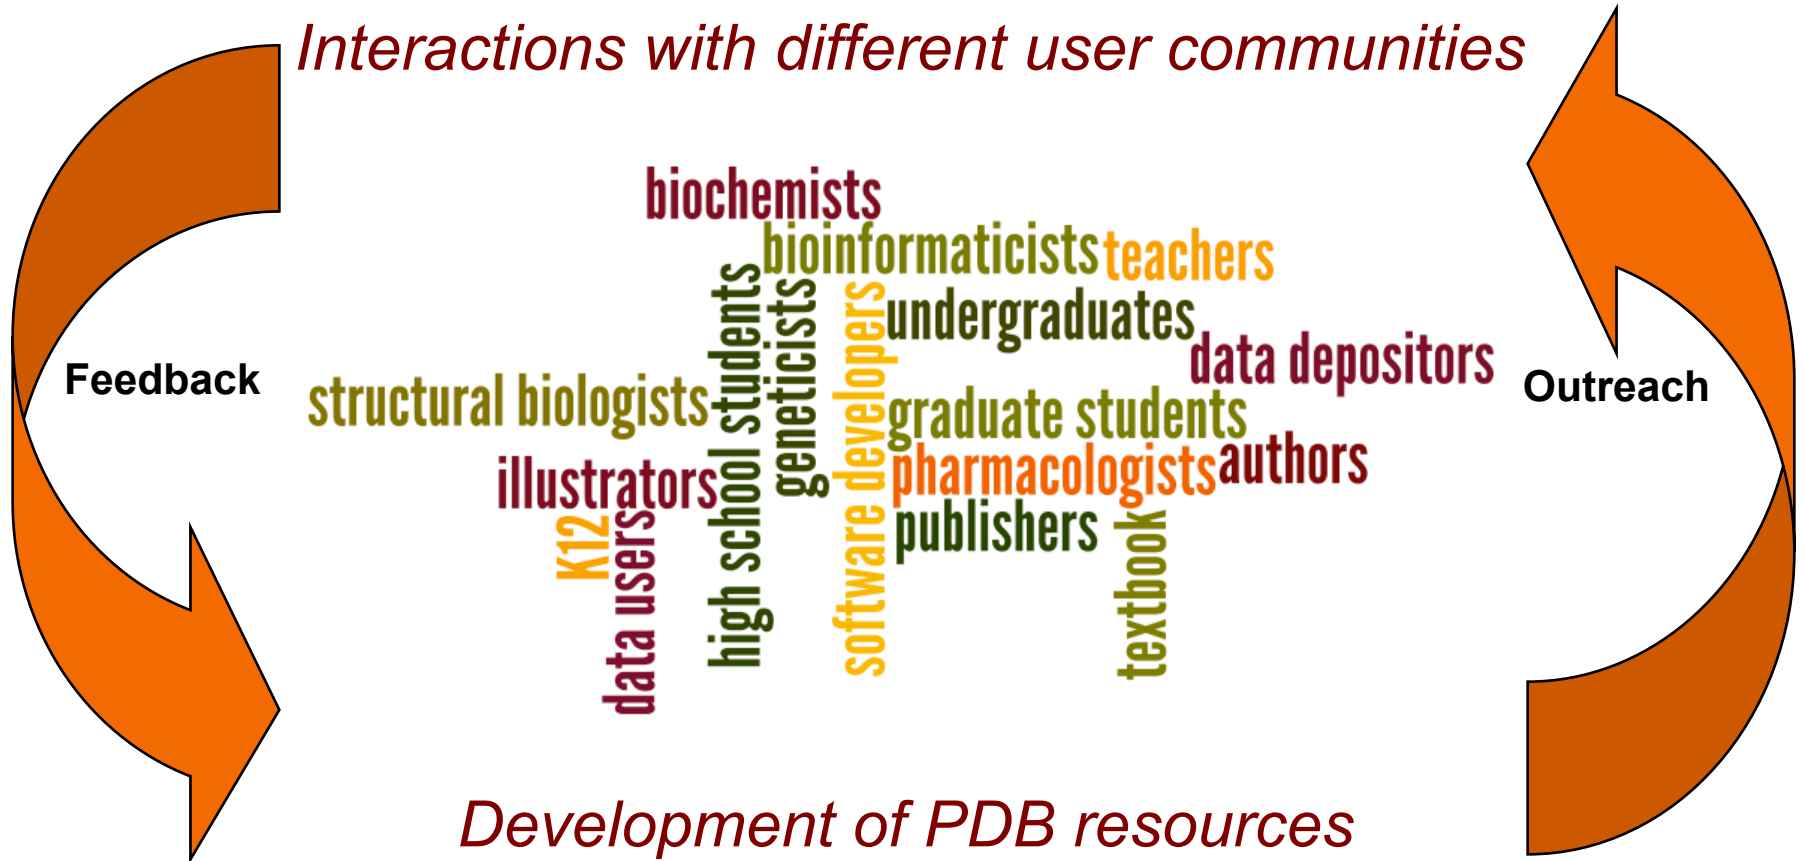 Interactions with different user communities
biochemists
bioinformaticists
teachers
high school students
geneticists
software developers
undergraduates
data depositors
Feedback
structural biologists
graduate students
Outreach
illustrators
pharmacologists
authors
K12
data users
publishers
textbook
Development of PDB resources